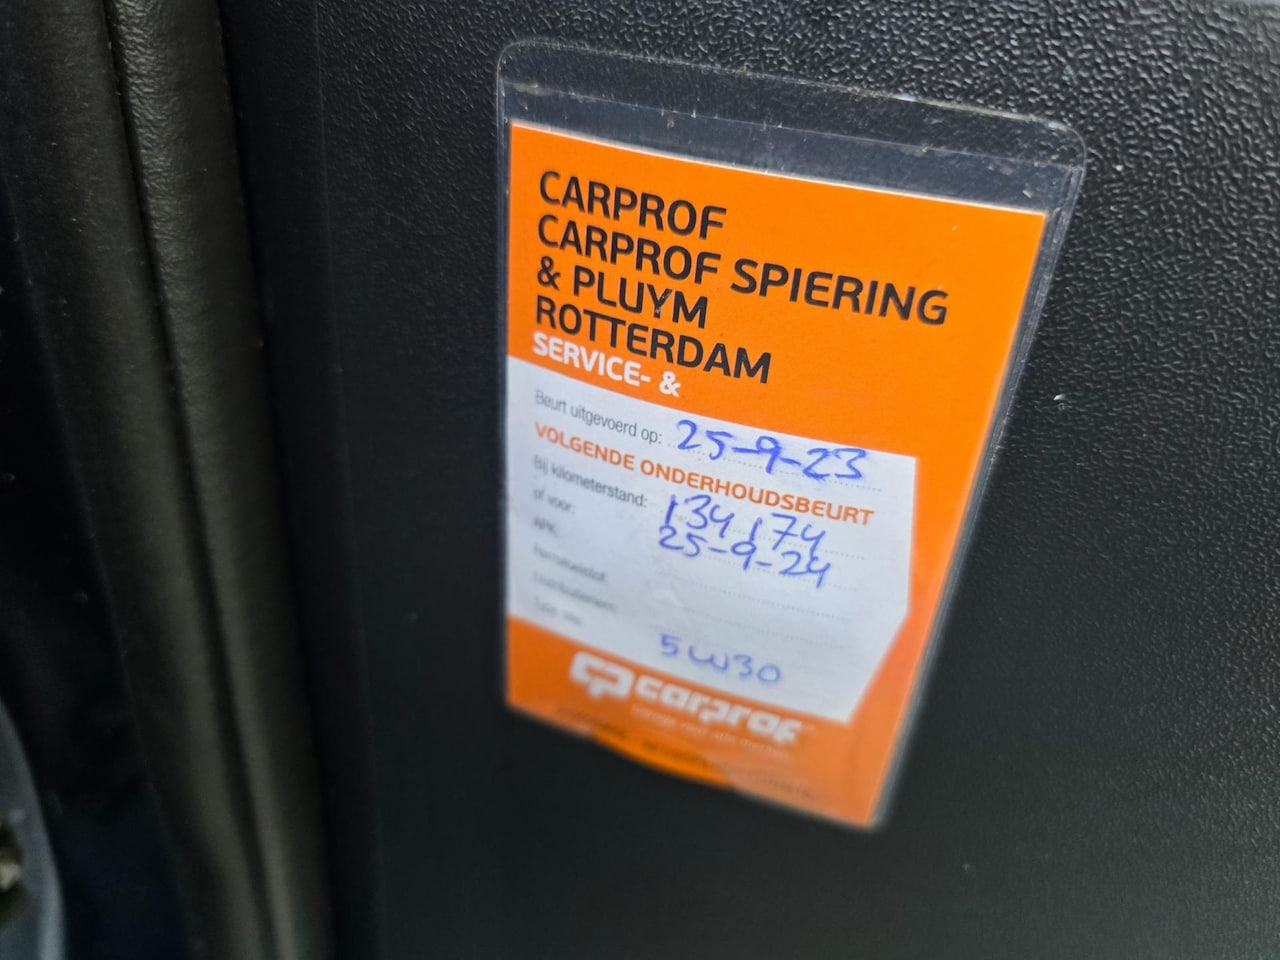 CARPROF
CARPROF SPIERING
& PLUYM
ROTTERDAM
SERVICE- &
Beurt uitgevoerd op: 25-9-23
VOLGENDE ONDERHOUDSBEURT
Bij kilometerstand: 134174
of voor: 25-9-24
APK:
5W30
carprof